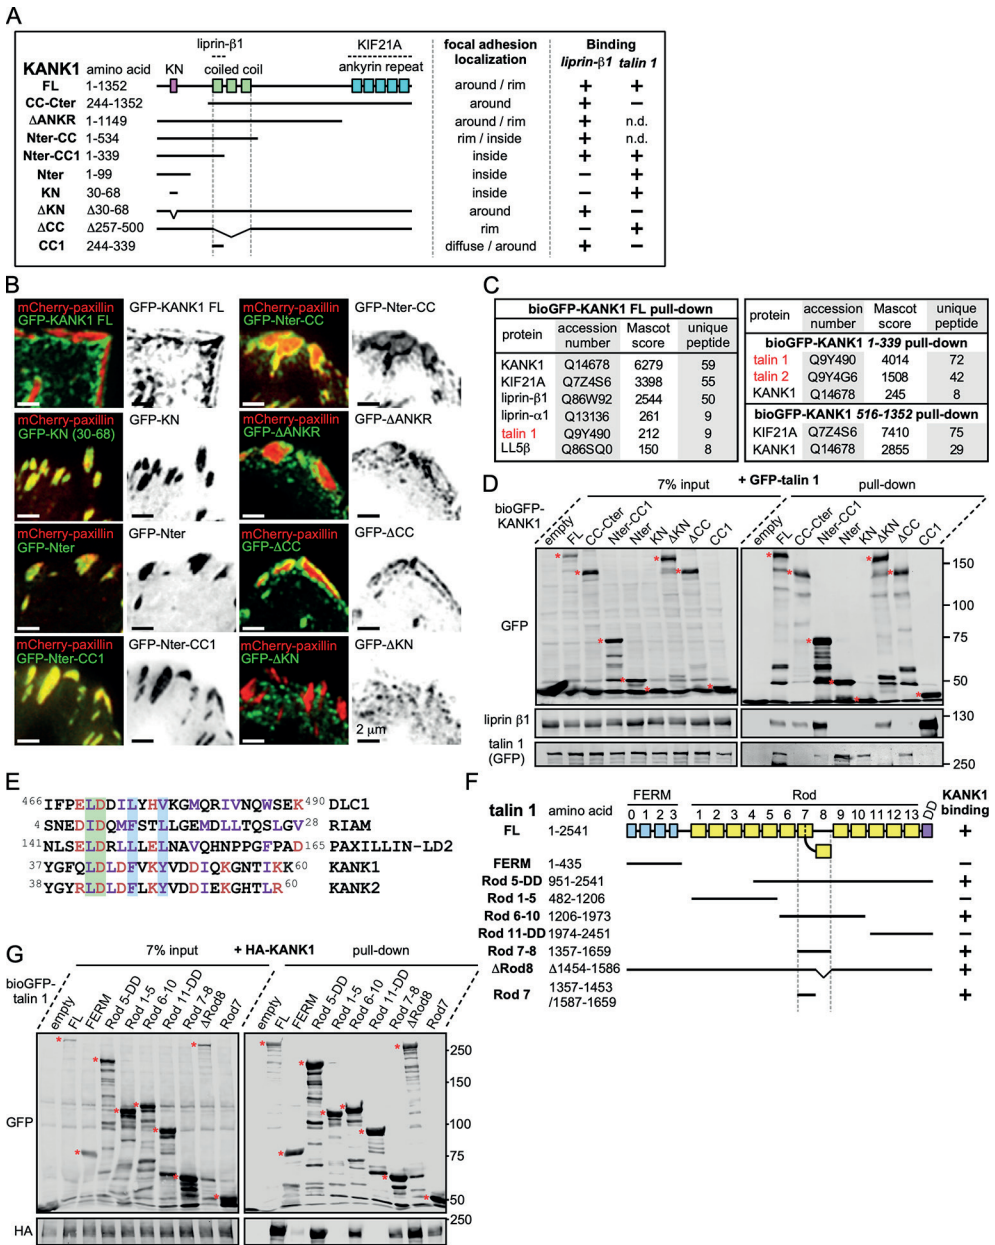 A
liprin-β1
KIF21A
focal adhesion localization
Binding
KANK1 amino acid KN coiled coil ankyrin repeat
liprin-β1 talin 1
FL 1-1352 around / rim + +
CC-Cter 244-1352 around + −
ΔANKR 1-1149 around / rim + n.d.
Nter-CC 1-534 rim / inside + n.d.
Nter-CC1 1-339 inside + +
Nter 1-99 inside − +
KN 30-68 inside − +
ΔKN Δ30-68 around + −
ΔCC Δ257-500 rim − +
CC1 244-339 diffuse / around + −
B
mCherry-paxillin
GFP-KANK1 FL
GFP-KANK1 FL
mCherry-paxillin
GFP-Nter-CC
GFP-Nter-CC
mCherry-paxillin
GFP-KN (30-68)
GFP-KN
mCherry-paxillin
GFP-ΔANKR
GFP-ΔANKR
mCherry-paxillin
GFP-Nter
GFP-Nter
mCherry-paxillin
GFP-ΔCC
GFP-ΔCC
mCherry-paxillin
GFP-Nter-CC1
GFP-Nter-CC1
mCherry-paxillin
GFP-ΔKN
GFP-ΔKN
2 μm
C
bioGFP-KANK1 FL pull-down
protein accession number Mascot score unique peptide
KANK1 Q14678 6279 59
KIF21A Q7Z4S6 3398 55
liprin-β1 Q86W92 2544 50
liprin-α1 Q13136 261 9
talin 1 Q9Y490 212 9
LL5β Q86SQ0 150 8
protein accession number Mascot score unique peptide
bioGFP-KANK1 1-339 pull-down
talin 1 Q9Y490 4014 72
talin 2 Q9Y4G6 1508 42
KANK1 Q14678 245 8
bioGFP-KANK1 516-1352 pull-down
KIF21A Q7Z4S6 7410 75
KANK1 Q14678 2855 29
D
7% input + GFP-talin 1 pull-down
bioGFP-KANK1
empty FL CC-Cter Nter-CC1 Nter KN ΔKN ΔCC CC1
empty FL CC-Cter Nter-CC1 Nter KN ΔKN ΔCC CC1
GFP
150
100
75
50
liprin β1
130
talin 1 (GFP)
250
E
466 IFPELDDILYHVKGMQRIVNQWSEK 490 DLC1
4 SNEDIDQMFSTLLGEMDLLTQSLGV 28 RIAM
141 NLSELDRLLLELNAVQHNPPGFPAD 165 PAXILLIN-LD2
37 YGFQLDLDFVKYVDDIQKGNTIKK 60 KANK1
38 YGYRLDLDFLKYVDDIEKGHTLR 60 KANK2
F
talin 1 amino acid FERM Rod DD KANK1 binding
0 1 2 3 1 2 3 4 5 6 7 8 9 10 11 12 13
FL 1-2541 +
FERM 1-435 −
Rod 5-DD 951-2541 +
Rod 1-5 482-1206 −
Rod 6-10 1206-1973 +
Rod 11-DD 1974-2451 −
Rod 7-8 1357-1659 +
ΔRod8 Δ1454-1586 +
Rod 7 1357-1453 /1587-1659 +
G
7% input + HA-KANK1 pull-down
bioGFP-talin 1
empty FL FERM Rod 5-DD Rod 1-5 Rod 6-10 Rod 11-DD Rod 7-8 ΔRod8 Rod7
empty FL FERM Rod 5-DD Rod 1-5 Rod 6-10 Rod 11-DD Rod 7-8 ΔRod8 Rod7
GFP
250
150
100
75
50
HA
250